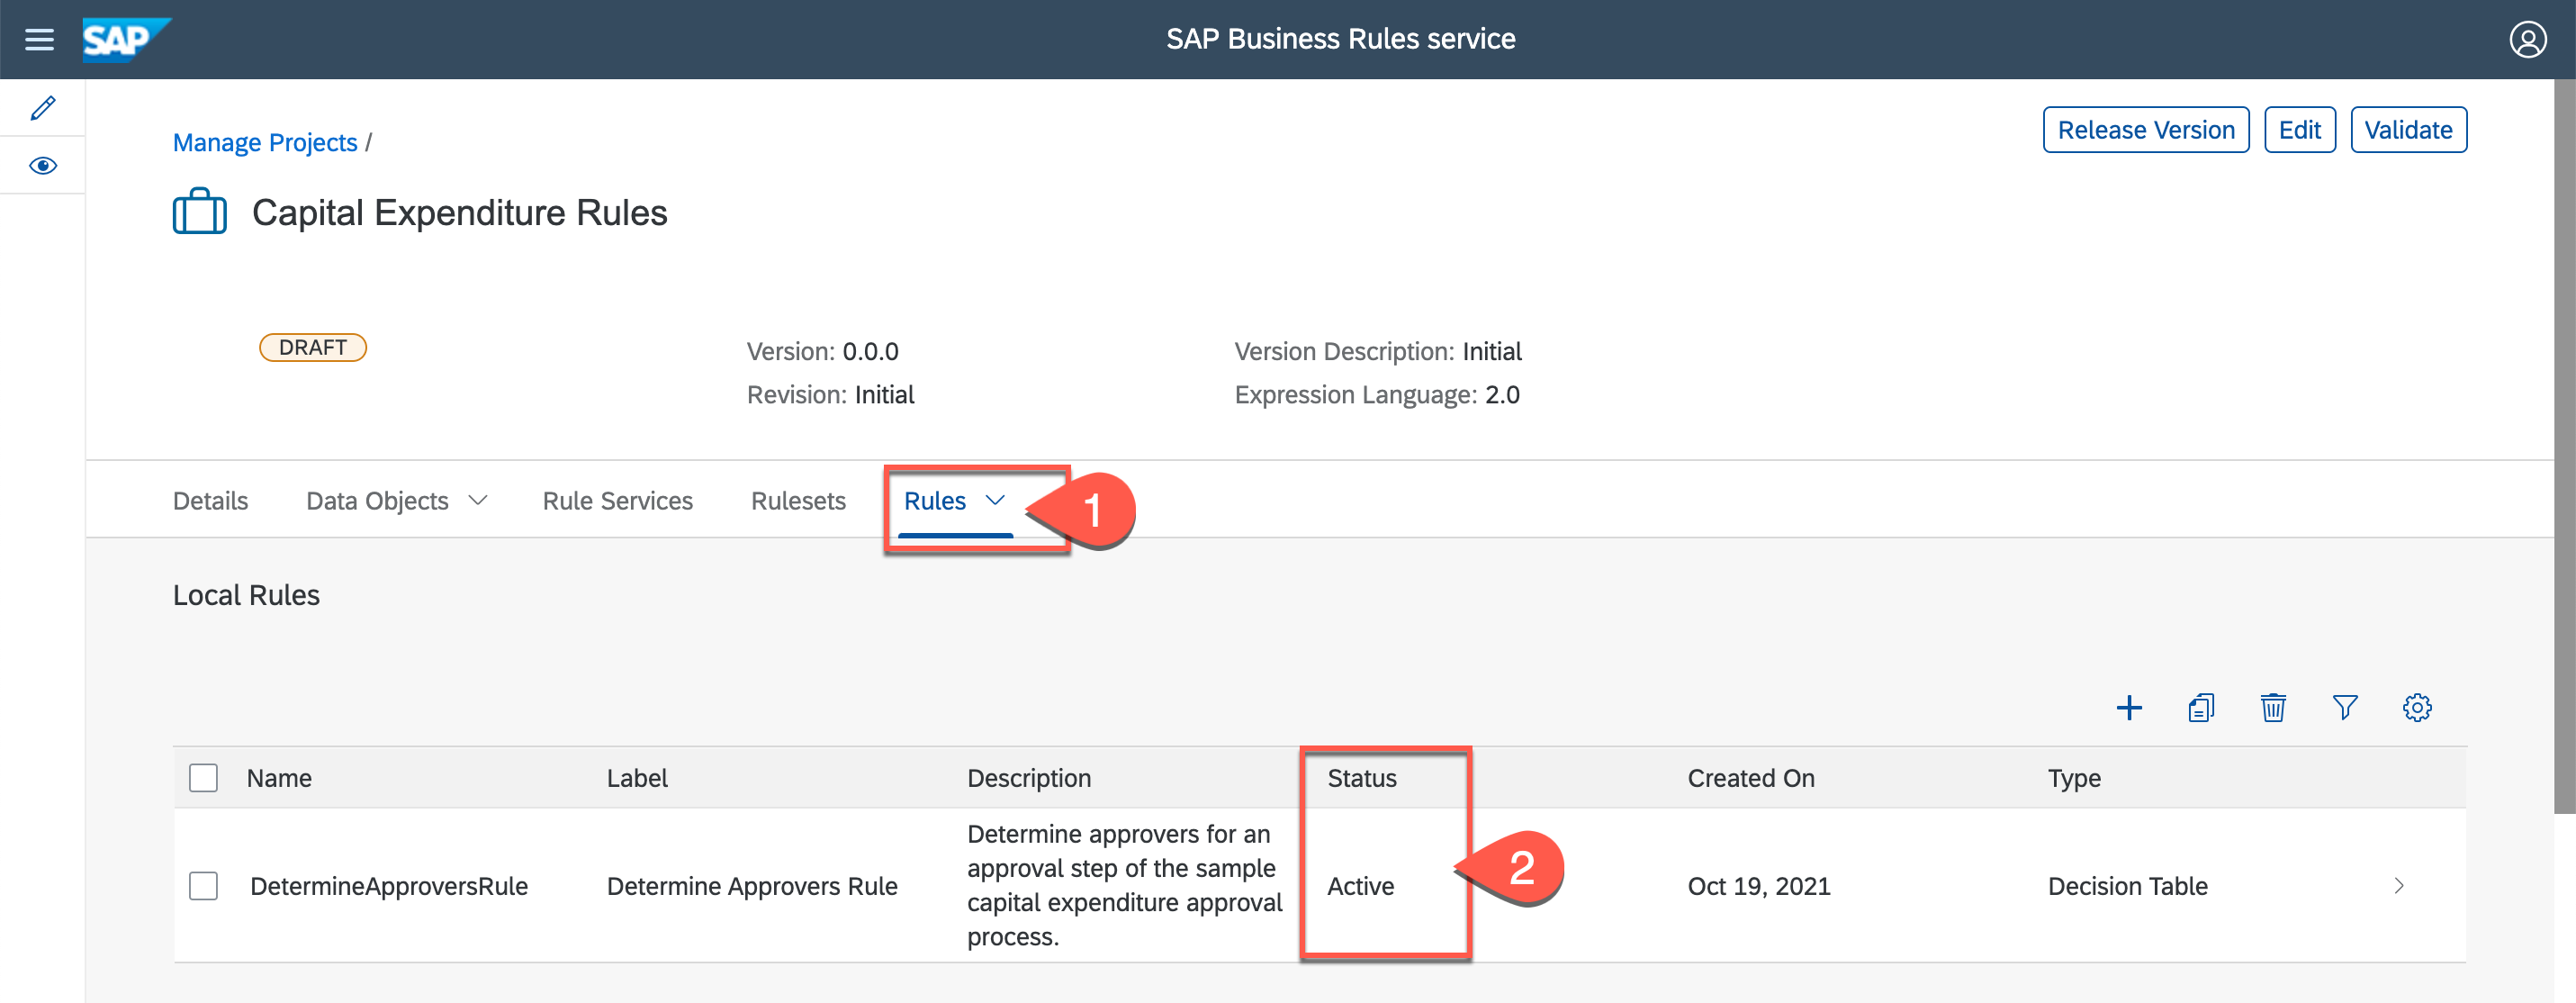 SAP
SAP Business Rules service
Manage Projects /
Release Version
Edit
Validate
Capital Expenditure Rules
DRAFT
Version: 0.0.0
Version Description: Initial
Revision: Initial
Expression Language: 2.0
Details
Data Objects
Rule Services
Rulesets
Rules
1
Local Rules
Name
Label
Description
Status
Created On
Type
DetermineApproversRule
Determine Approvers Rule
Determine approvers for an
approval step of the sample
capital expenditure approval
process.
Active
2
Oct 19, 2021
Decision Table